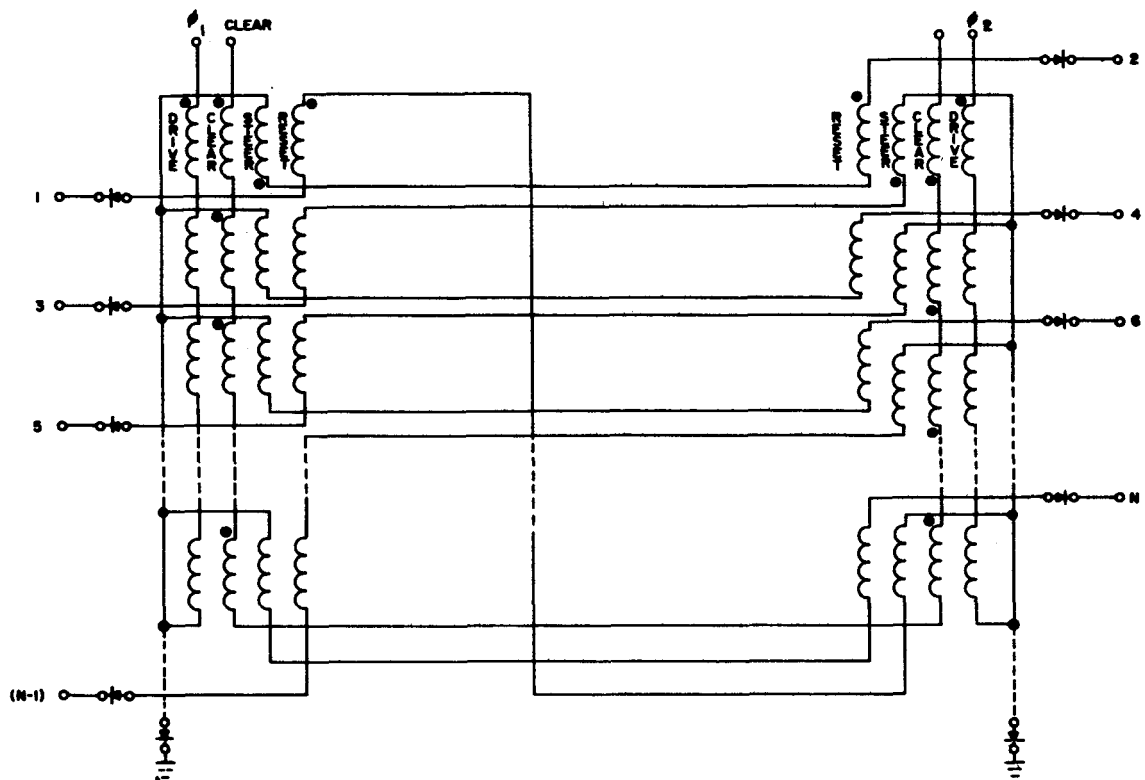 ϕ1 CLEAR ϕ2
2
DRIVE CLEAR STEER RESET RESET STEER CLEAR DRIVE
1
4
3
6
5
N
(N-1)